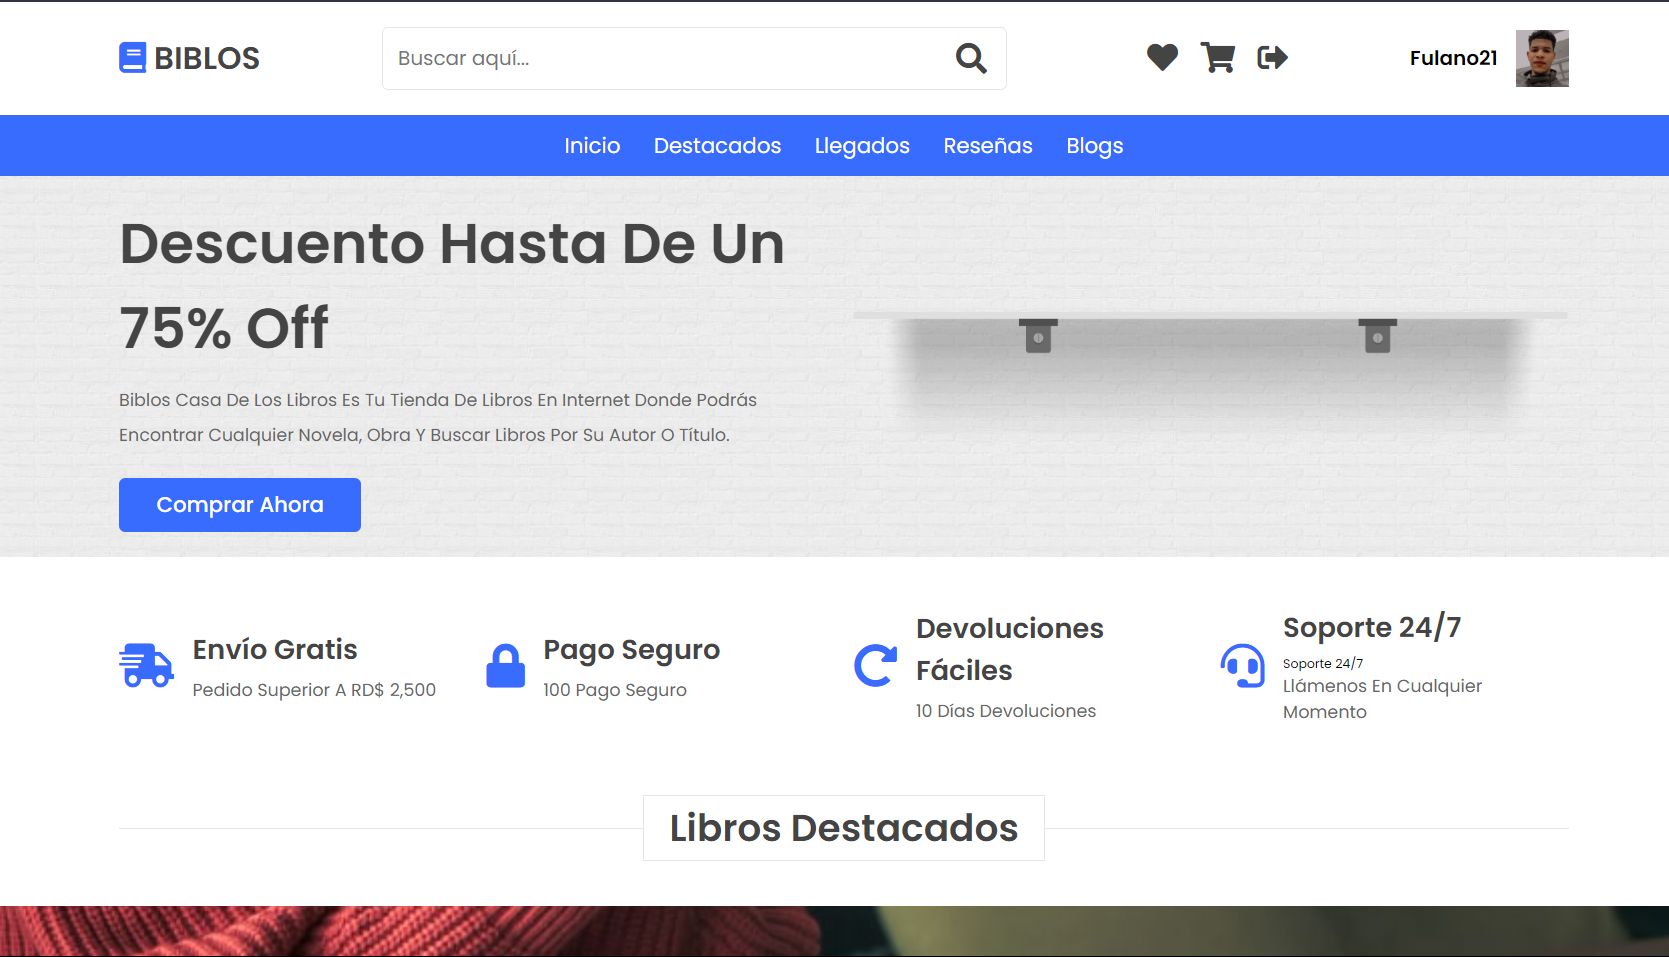 BIBLOS
Buscar aquí...
Fulano21
Inicio Destacados Llegados Reseñas Blogs
Descuento Hasta De Un
75% Off
Biblos Casa De Los Libros Es Tu Tienda De Libros En Internet Donde Podrás
Encontrar Cualquier Novela, Obra Y Buscar Libros Por Su Autor O Título.
Comprar Ahora
Envío Gratis
Pedido Superior A RD$ 2,500
Pago Seguro
100 Pago Seguro
Devoluciones
Fáciles
10 Días Devoluciones
Soporte 24/7
Soporte 24/7
Llámenos En Cualquier
Momento
Libros Destacados